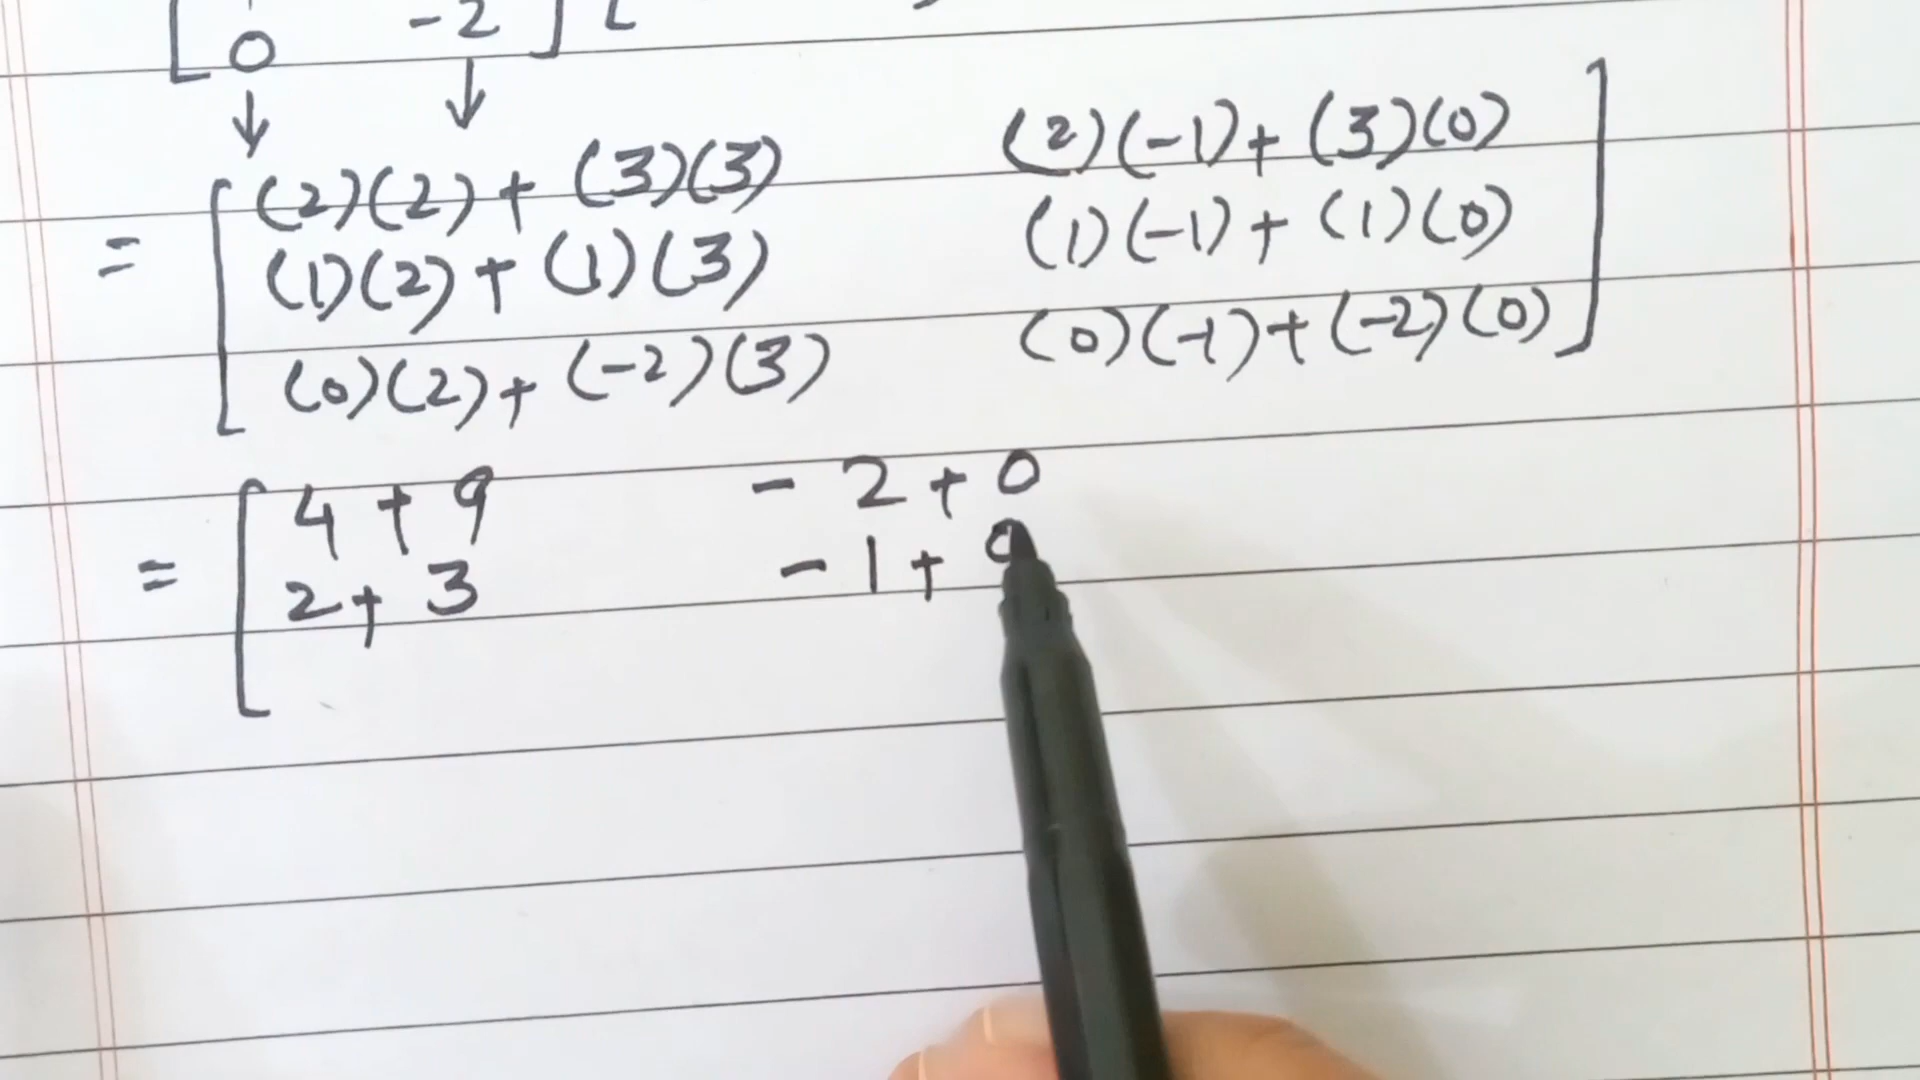 [ 0 -2 ] [
↓ ↓
(2)(2) + (3)(3) (2)(-1) + (3)(0)
= [ (1)(2) + (1)(3) (1)(-1) + (1)(0) ]
(0)(2) + (-2)(3) (0)(-1) + (-2)(0)
4 + 9 - 2 + 0
= [ 2 + 3 - 1 + 0